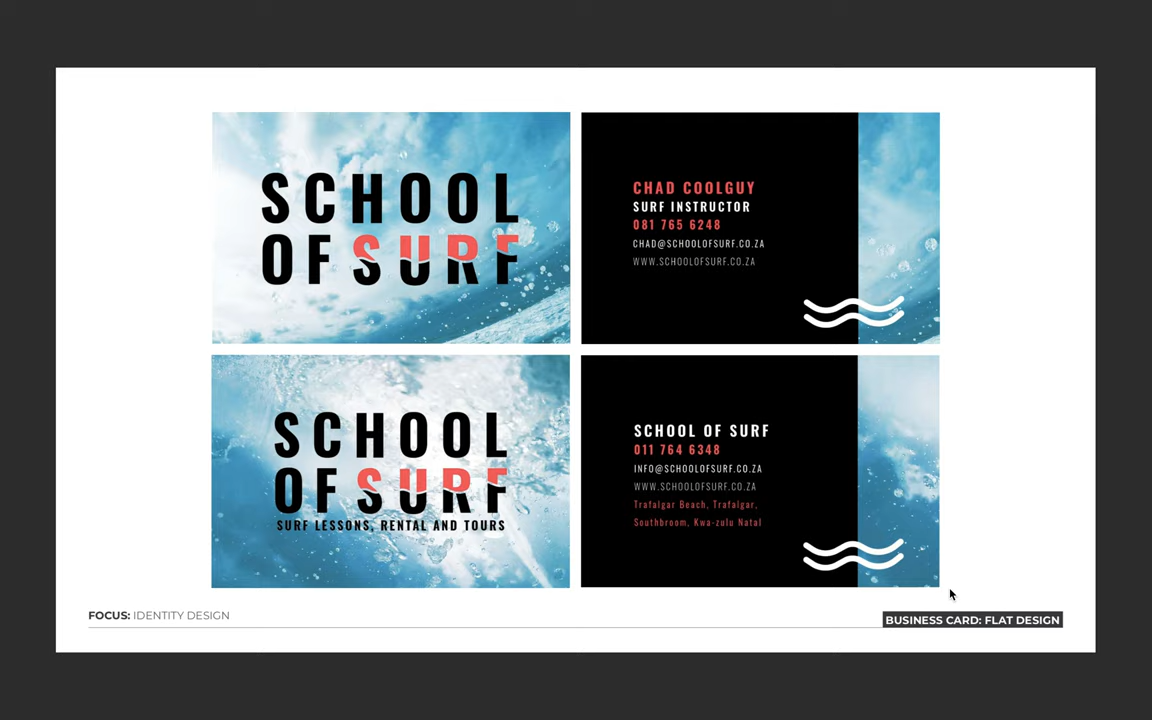 SCHOOL
OF SURF
CHAD COOLGUY
SURF INSTRUCTOR
081 765 6248
CHAD@SCHOOLOFSURF.CO.ZA
WWW.SCHOOLOFSURF.CO.ZA
SCHOOL
OF SURF
SURF LESSONS, RENTAL AND TOURS
SCHOOL OF SURF
011 764 6348
INFO@SCHOOLOFSURF.CO.ZA
WWW.SCHOOLOFSURF.CO.ZA
Trafalgar Beach, Trafalgar,
Southbroom, Kwa-zulu Natal
FOCUS: IDENTITY DESIGN
BUSINESS CARD: FLAT DESIGN